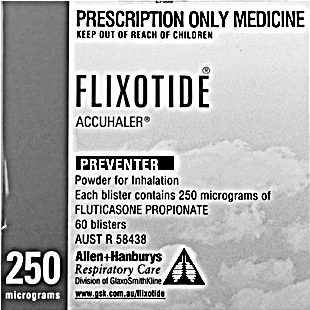 PRESCRIPTION ONLY MEDICINE
KEEP OUT OF REACH OF CHILDREN
FLIXOTIDE®
ACCUHALER®
PREVENTER
Powder for Inhalation
Each blister contains 250 micrograms of
FLUTICASONE PROPIONATE
60 blisters
AUST R 58438
250
micrograms
Allen+Hanburys
Respiratory Care
Division of GlaxoSmithKline
www.gsk.com.au/flixotide